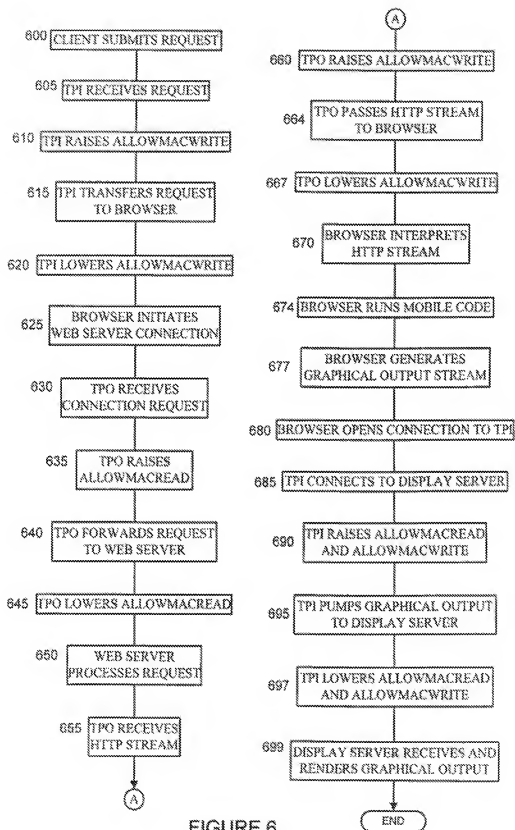 600 CLIENT SUBMITS REQUEST
605 TPI RECEIVES REQUEST
610 TPI RAISES ALLOWMACWRITE
615 TPI TRANSFERS REQUEST
TO BROWSER
620 TPI LOWERS ALLOWMACWRITE
625 BROWSER INITIATES
WEB SERVER CONNECTION
630 TPO RECEIVES
CONNECTION REQUEST
635 TPO RAISES
ALLOWMACREAD
640 TPO FORWARDS REQUEST
TO WEB SERVER
645 TPO LOWERS ALLOWMACREAD
650 WEB SERVER
PROCESSES REQUEST
655 TPO RECEIVES
HTTP STREAM
A
A
660 TPO RAISES ALLOWMACWRITE
664 TPO PASSES HTTP STREAM
TO BROWSER
667 TPO LOWERS ALLOWMACWRITE
670 BROWSER INTERPRETS
HTTP STREAM
674 BROWSER RUNS MOBILE CODE
677 BROWSER GENERATES
GRAPHICAL OUTPUT STREAM
680 BROWSER OPENS CONNECTION TO TPI
685 TPI CONNECTS TO DISPLAY SERVER
690 TPI RAISES ALLOWMACREAD
AND ALLOWMACWRITE
695 TPI PUMPS GRAPHICAL OUTPUT
TO DISPLAY SERVER
697 TPI LOWERS ALLOWMACREAD
AND ALLOWMACWRITE
699 DISPLAY SERVER RECEIVES AND
RENDERS GRAPHICAL OUTPUT
END
FIGURE 6